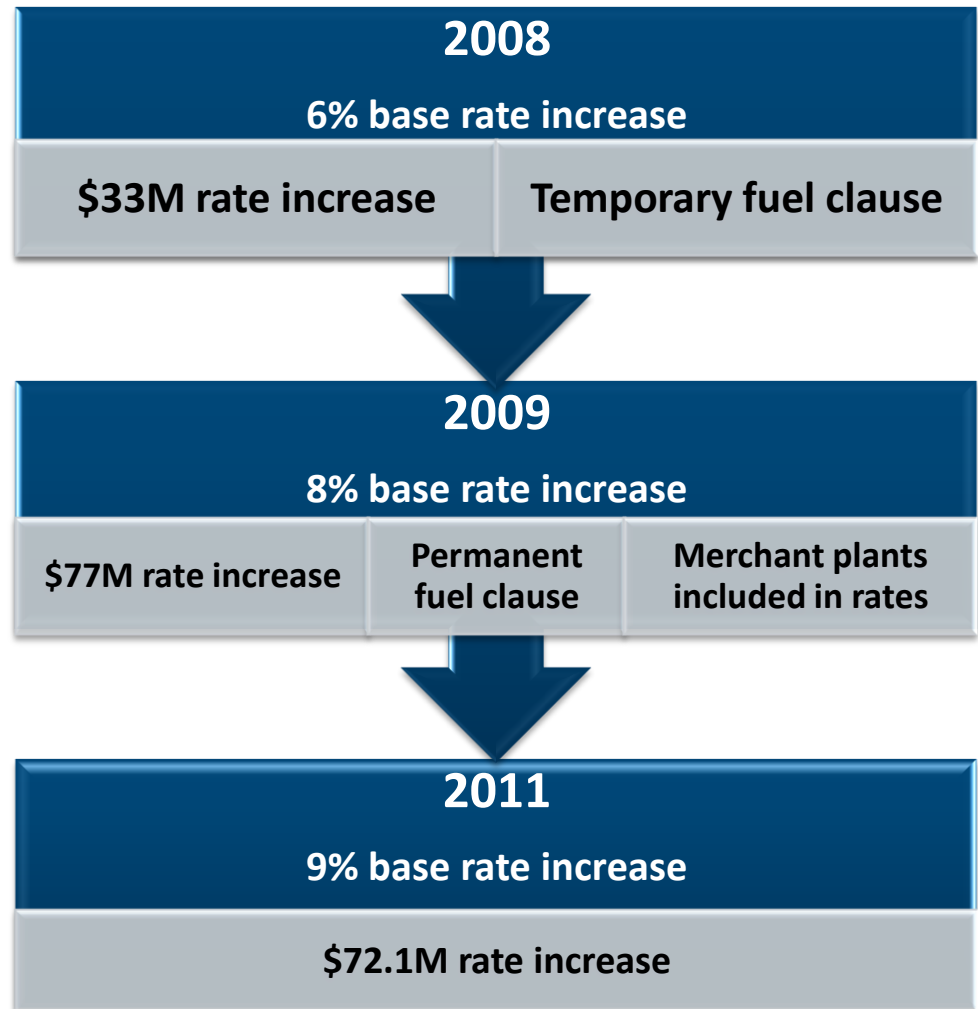 2008
6% base rate increase
$33M rate increase
Temporary fuel clause
2009
8% base rate increase
$77M rate increase
Permanent
fuel clause
Merchant plants
included in rates
2011
9% base rate increase
$72.1M rate increase